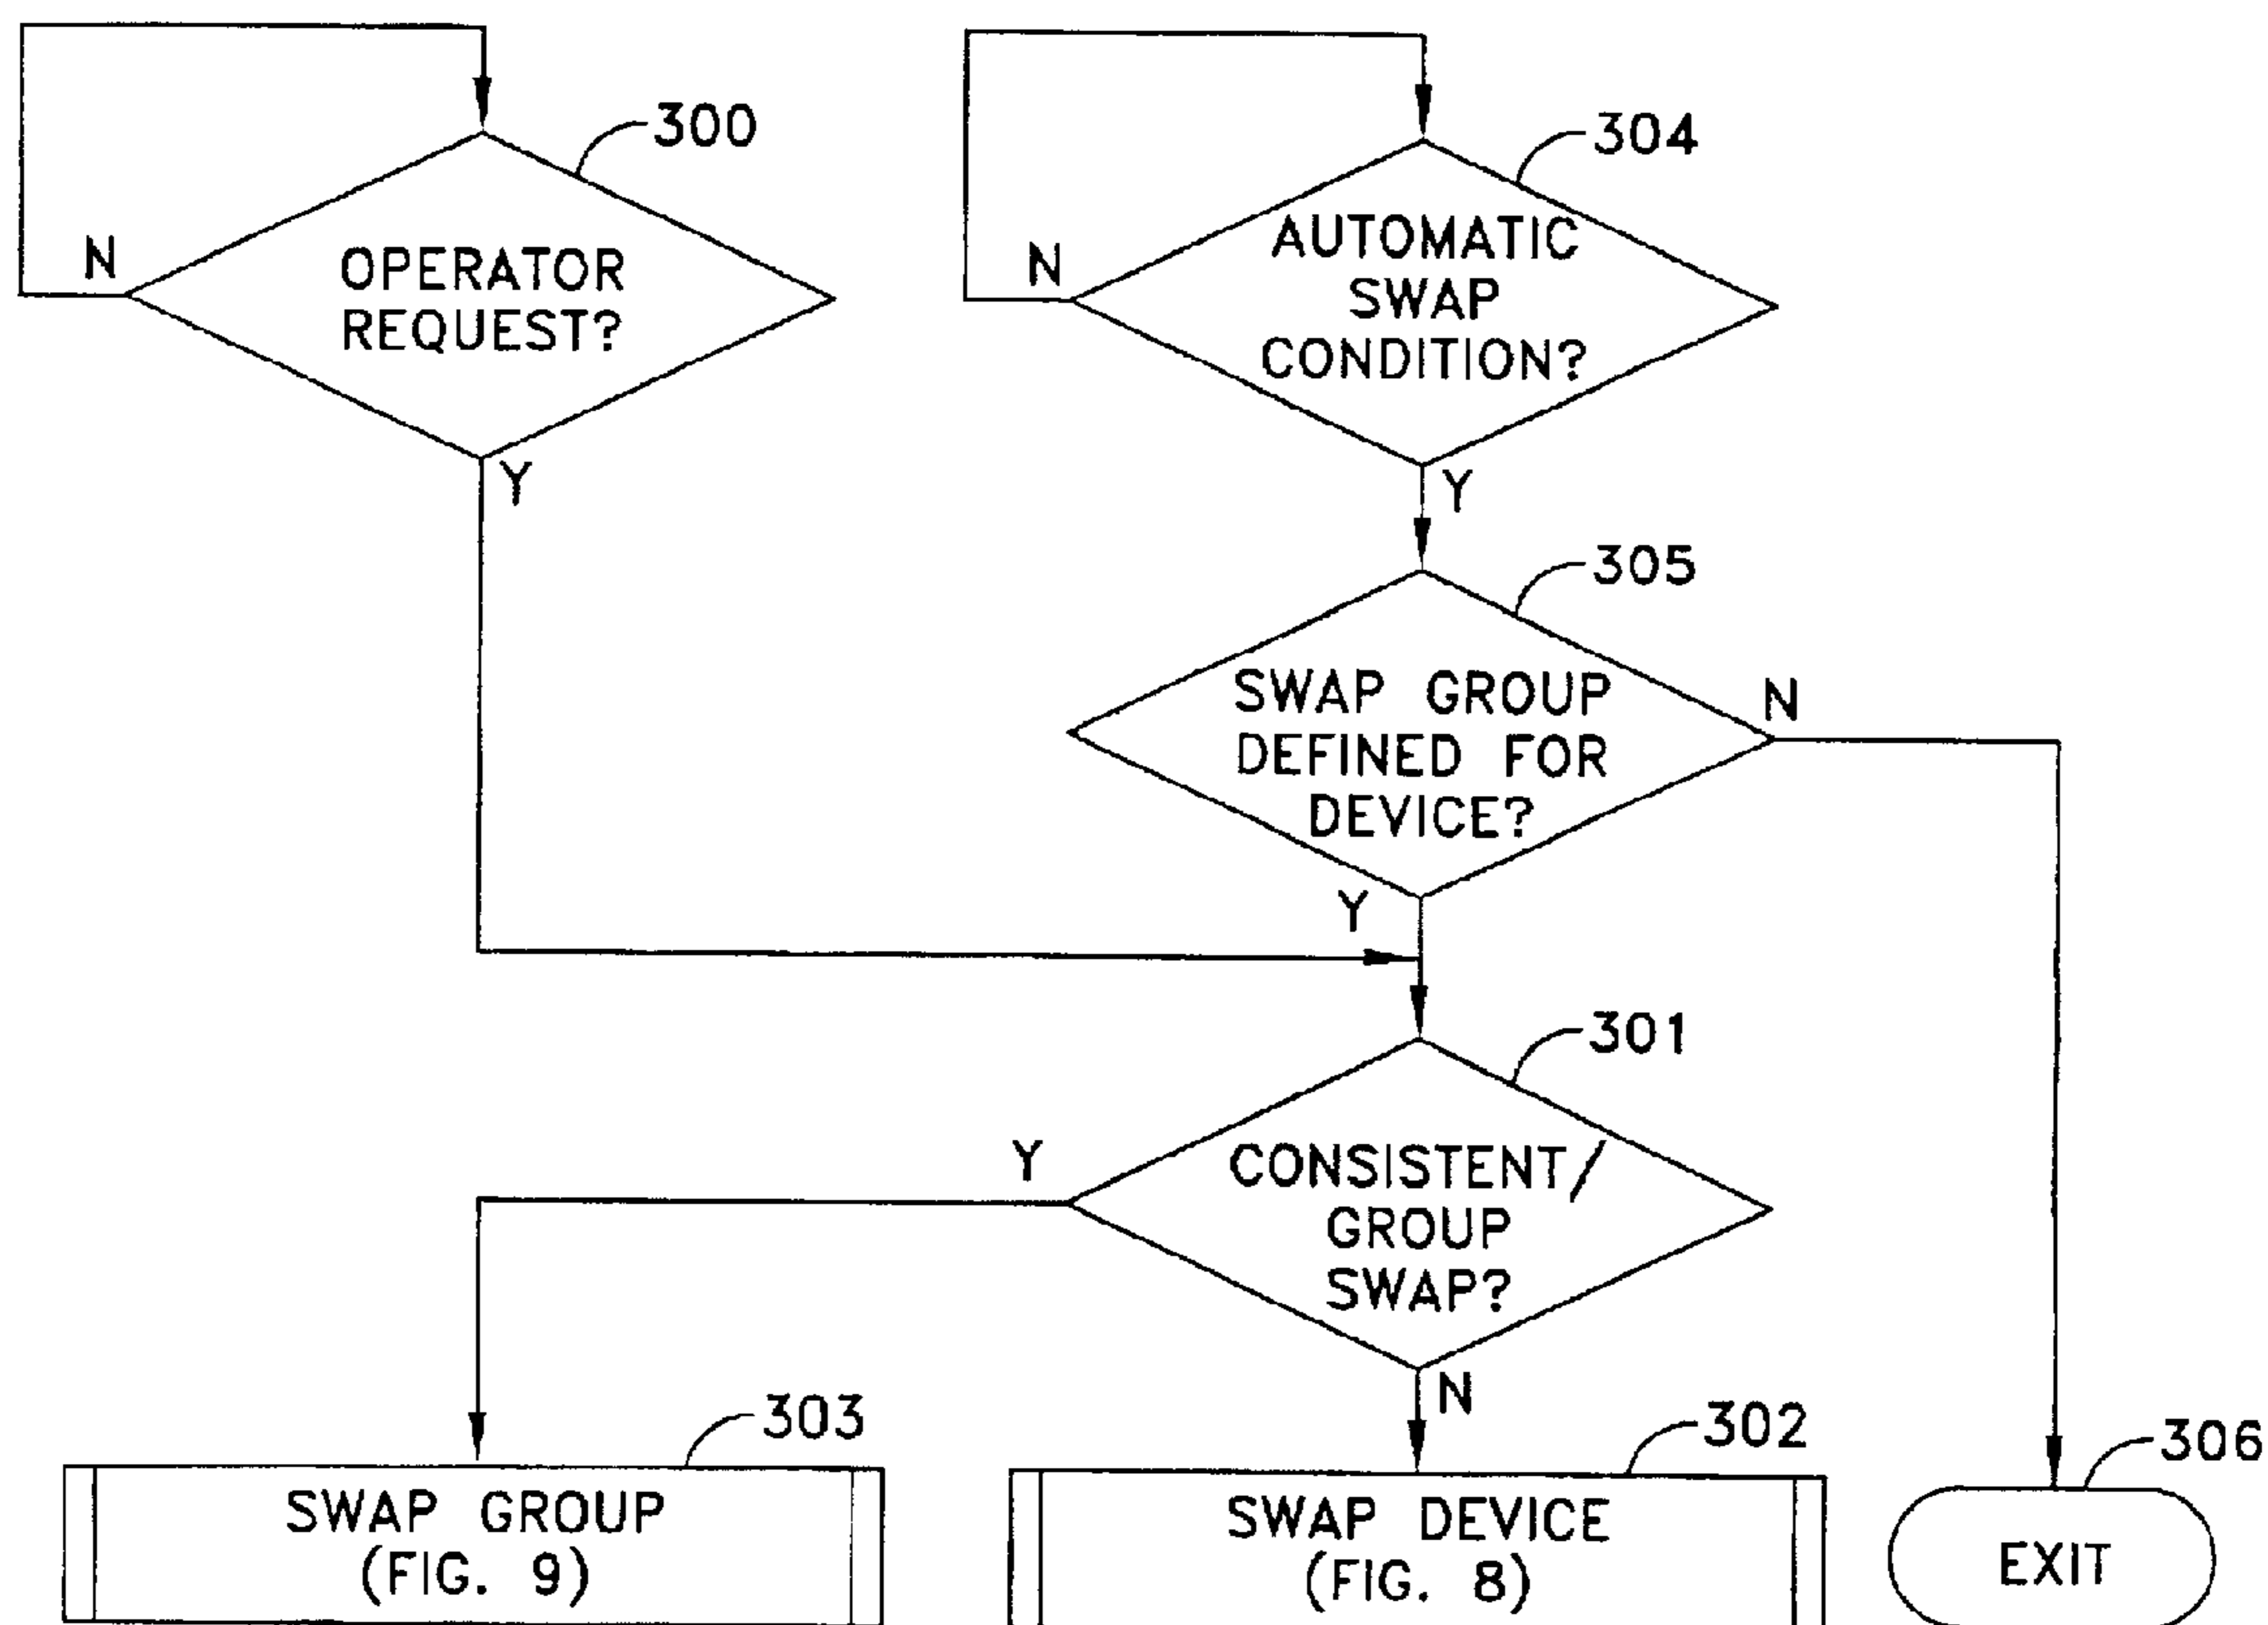 300
OPERATOR
REQUEST?
N
Y
304
AUTOMATIC
SWAP
CONDITION?
N
Y
305
SWAP GROUP
DEFINED FOR
DEVICE?
N
Y
301
CONSISTENT/
GROUP
SWAP?
Y
N
303
SWAP GROUP
(FIG. 9)
302
SWAP DEVICE
(FIG. 8)
306
EXIT